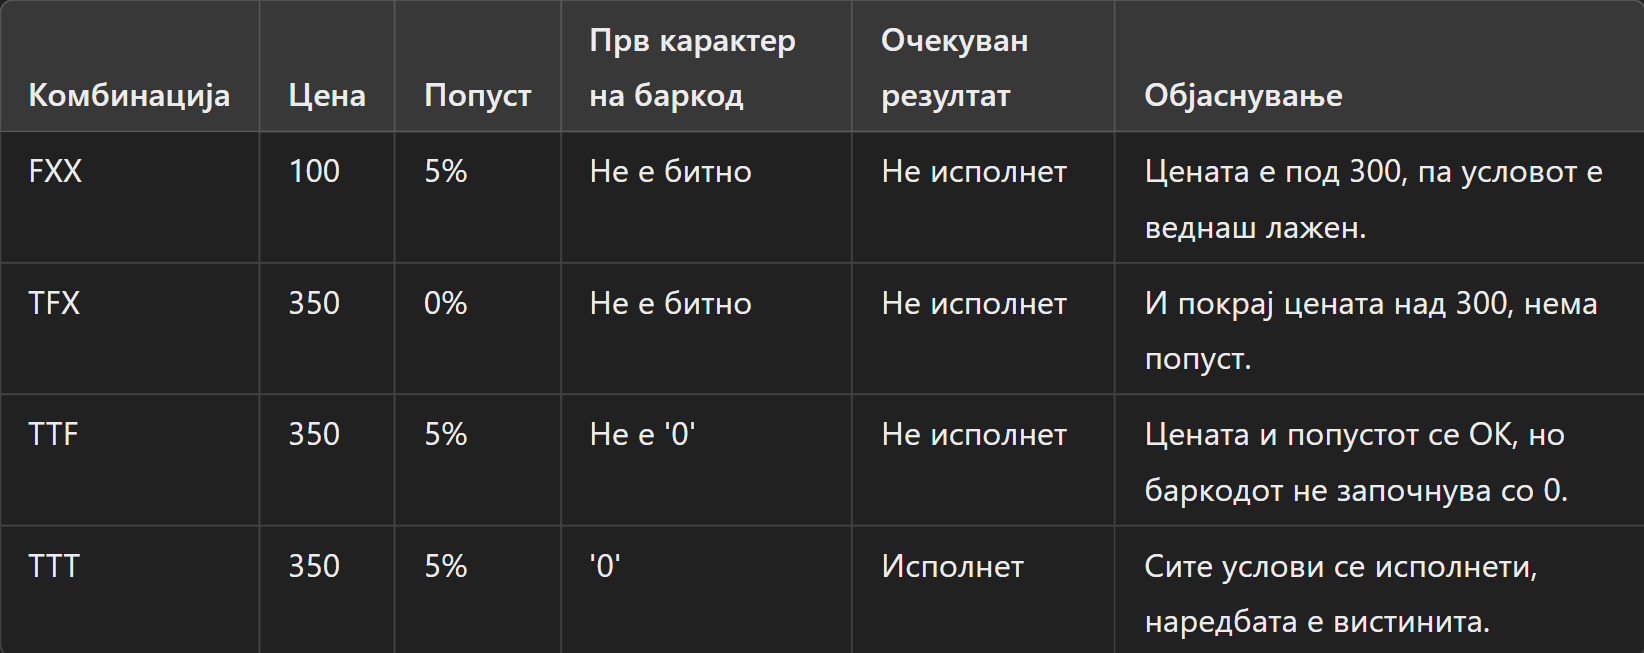 Комбинација Цена Попуст Прв карактер на баркод Очекуван резултат Објаснување
FXX 100 5% Не е битно Не исполнет Цената е под 300, па условот е
веднаш лажен.
TFX 350 0% Не е битно Не исполнет И покрај цената над 300, нема
попуст.
TTF 350 5% Не е '0' Не исполнет Цената и попустот се ОК, но
баркодот не започнува со 0.
TTT 350 5% '0' Исполнет Сите услови се исполнети,
наредбата е вистинита.